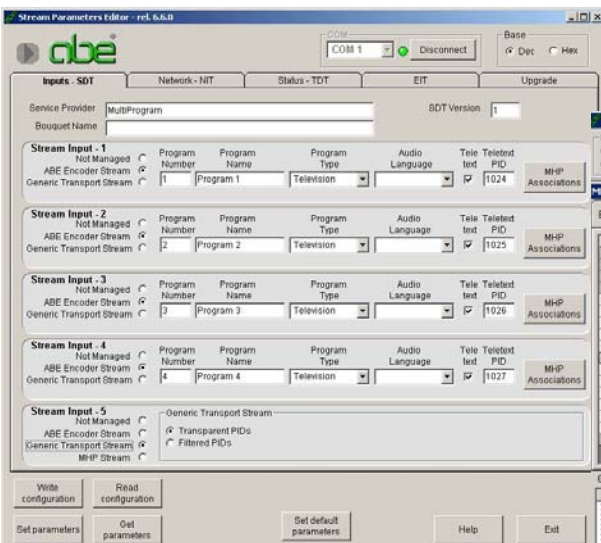 Stream Parameters Editor - rel. 6.6.0
abe
COM
COM 1
Disconnect
Base
Dec
Hex
Inputs - SDT
Network - NIT
Status - TDT
EIT
Upgrade
Service Provider
MultiProgram
SDT Version
1
Bouquet Name
Stream Input - 1
Not Managed
ABE Encoder Stream
Generic Transport Stream
Program Number
Program Name
Program Type
Audio Language
Tele text
Teletext PID
1
Program 1
Television
1024
MHP Associations
Stream Input - 2
Not Managed
ABE Encoder Stream
Generic Transport Stream
Program Number
Program Name
Program Type
Audio Language
Tele text
Teletext PID
2
Program 2
Television
1025
MHP Associations
Stream Input - 3
Not Managed
ABE Encoder Stream
Generic Transport Stream
Program Number
Program Name
Program Type
Audio Language
Tele text
Teletext PID
3
Program 3
Television
1026
MHP Associations
Stream Input - 4
Not Managed
ABE Encoder Stream
Generic Transport Stream
Program Number
Program Name
Program Type
Audio Language
Tele text
Teletext PID
4
Program 4
Television
1027
MHP Associations
Stream Input - 5
Not Managed
ABE Encoder Stream
Generic Transport Stream
MHP Stream
Generic Transport Stream
Transparent PIDs
Filtered PIDs
Write configuration
Read configuration
Set parameters
Get parameters
Set default parameters
Help
Exit